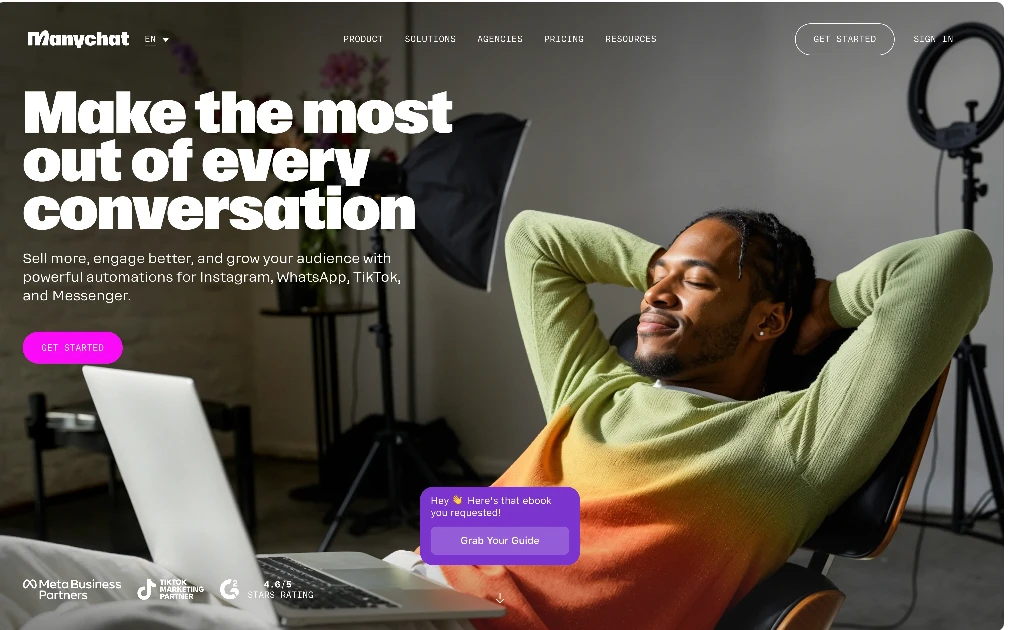 Manychat
EN
PRODUCT
SOLUTIONS
AGENCIES
PRICING
RESOURCES
GET STARTED
SIGN IN
Make the most
out of every
conversation
Sell more, engage better, and grow your audience with
powerful automations for Instagram, WhatsApp, TikTok,
and Messenger.
GET STARTED
Hey 👋 Here's that ebook
you requested!
Grab Your Guide
Meta Business
Partners
TIKTOK
MARKETING
PARTNER
G2
4.6/5
STARS RATING